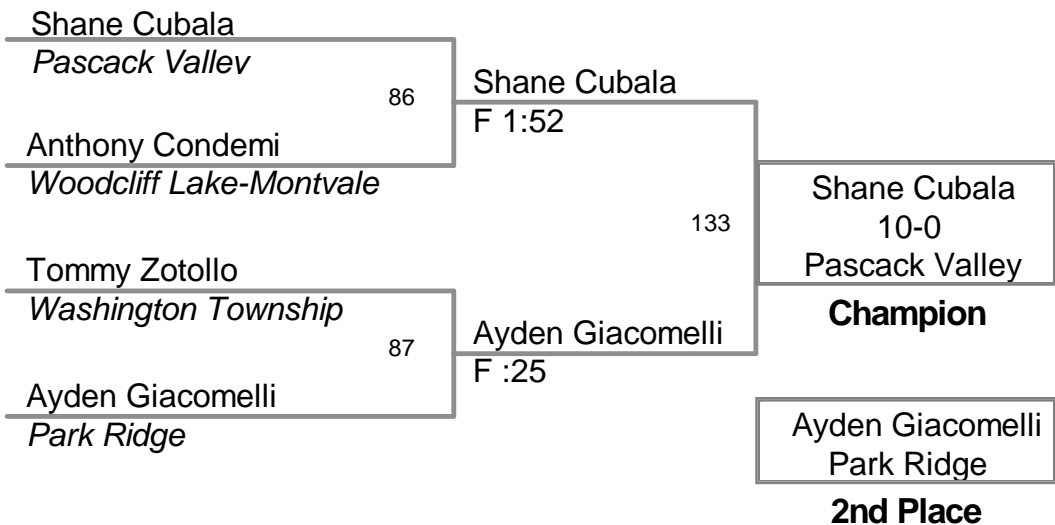 Shane Cubala
Pascack Valley
86
Anthony Condemi
Woodcliff Lake-Montvale
Tommy Zotollo
Washington Township
87
Ayden Giacomelli
Park Ridge
Shane Cubala
F 1:52
133
Ayden Giacomelli
F :25
Shane Cubala
10-0
Pascack Valley
Champion
Ayden Giacomelli
Park Ridge
2nd Place